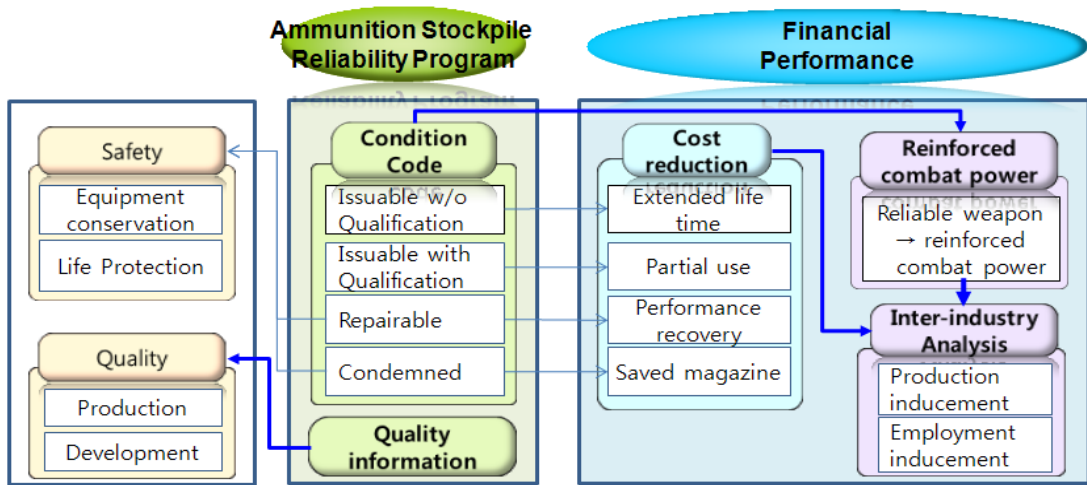 Ammunition Stockpile
Reliability Program
Financial
Performance
Safety
Equipment
conservation
Life Protection
Quality
Production
Development
Condition
Code
Issuable w/o
Qualification
Issuable with
Qualification
Repairable
Condemned
Quality
information
Cost
reduction
Extended life
time
Partial use
Performance
recovery
Saved magazine
Reinforced
combat power
Reliable weapon
→ reinforced
combat power
Inter-industry
Analysis
Production
inducement
Employment
inducement